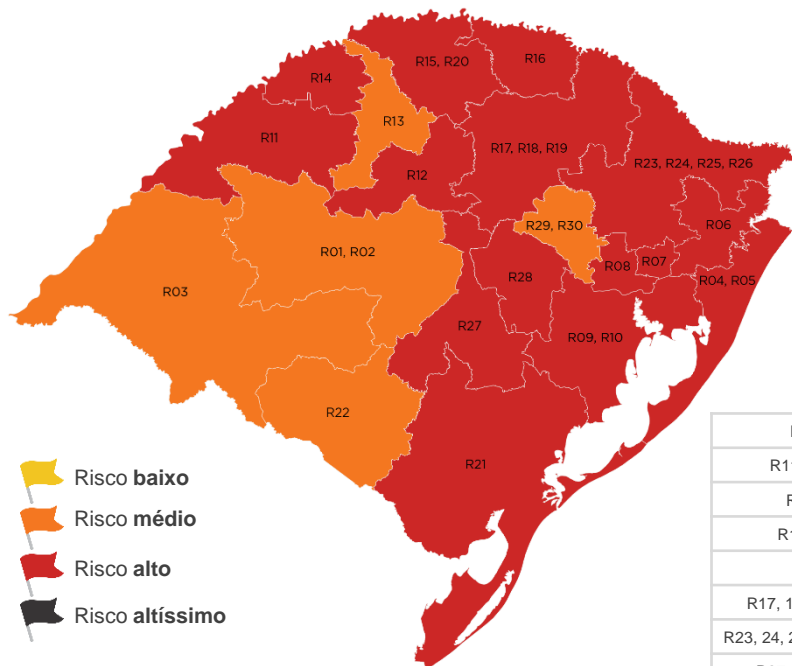 R15, R20
R16
R14
R13
R11
R17, R18, R19
R23, R24, R25, R26
R12
R06
R29, R30
R01, R02
R08
R07
R28
R04, R05
R03
R27
R09, R10
R22
R21
Risco baixo
Risco médio
Risco alto
Risco altíssimo
R17, 1
R23, 24, 2